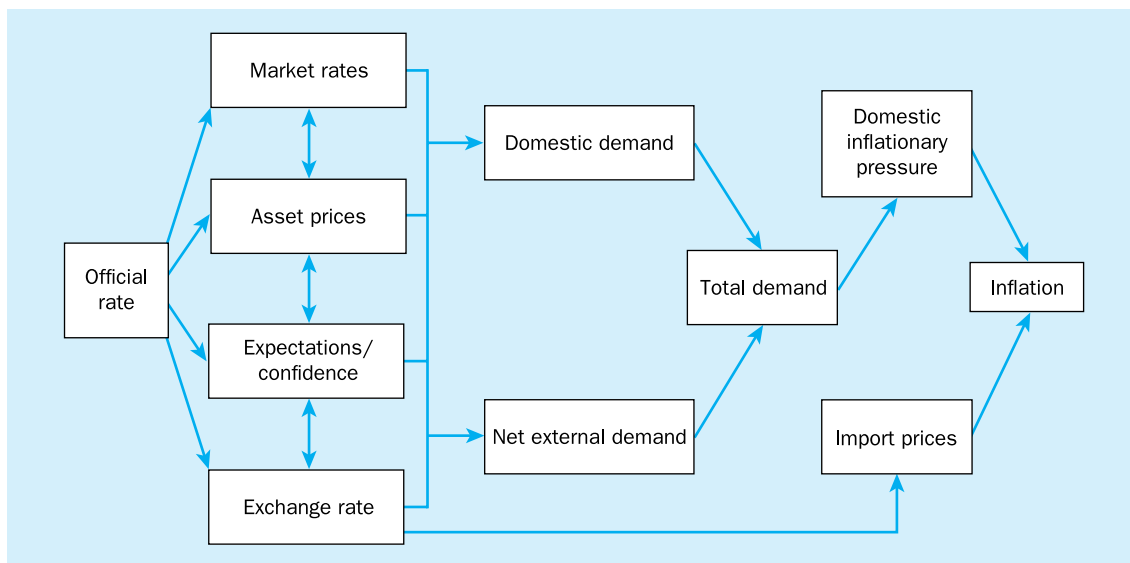 Market rates
Asset prices
Official
rate
Expectations/
confidence
Exchange rate
Domestic demand
Net external demand
Total demand
Domestic
inflationary
pressure
Import prices
Inflation